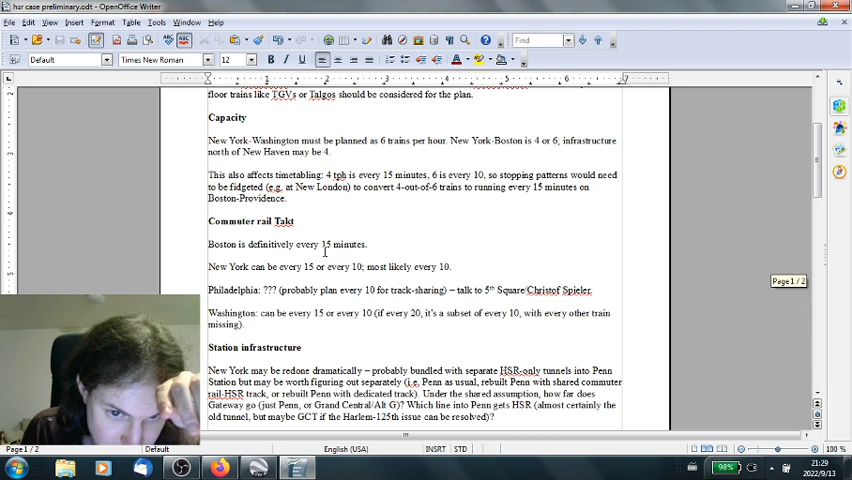 hsr case preliminary.odt - OpenOffice Writer
File Edit View Insert Format Table Tools Window Help
Find
Default Times New Roman 12 B I U
1 2 3 4 5 6 7
floor trains like TGVs or Talgos should be considered for the plan.
Capacity
New York-Washington must be planned as 6 trains per hour. New York-Boston is 4 or 6; infrastructure
north of New Haven may be 4.
This also affects timetabling: 4 tph is every 15 minutes, 6 is every 10, so stopping patterns would need
to be fidgeted (e.g. at New London) to convert 4-out-of-6 trains to running every 15 minutes on
Boston-Providence.
Commuter rail Takt
Boston is definitively every 15 minutes.
New York can be every 15 or every 10; most likely every 10.
Philadelphia: ??? (probably plan every 10 for track-sharing) – talk to 5th Square/Christof Spieler.
Page 1 / 2
Washington: can be every 15 or every 10 (if every 20, it's a subset of every 10, with every other train
missing).
Station infrastructure
New York may be redone dramatically – probably bundled with separate HSR-only tunnels into Penn
Station but may be worth figuring out separately (i.e. Penn as usual, rebuilt Penn with shared commuter
rail-HSR track, or rebuilt Penn with dedicated track). Under the shared assumption, how far does
Gateway go (just Penn, or Grand Central/Alt G)? Which line into Penn gets HSR (almost certainly the
old tunnel, but maybe GCT if the Harlem-125th issue can be resolved)?
Page 1 / 2 Default English (USA) INSRT STD 100 %
98% 21:29
2022/9/13